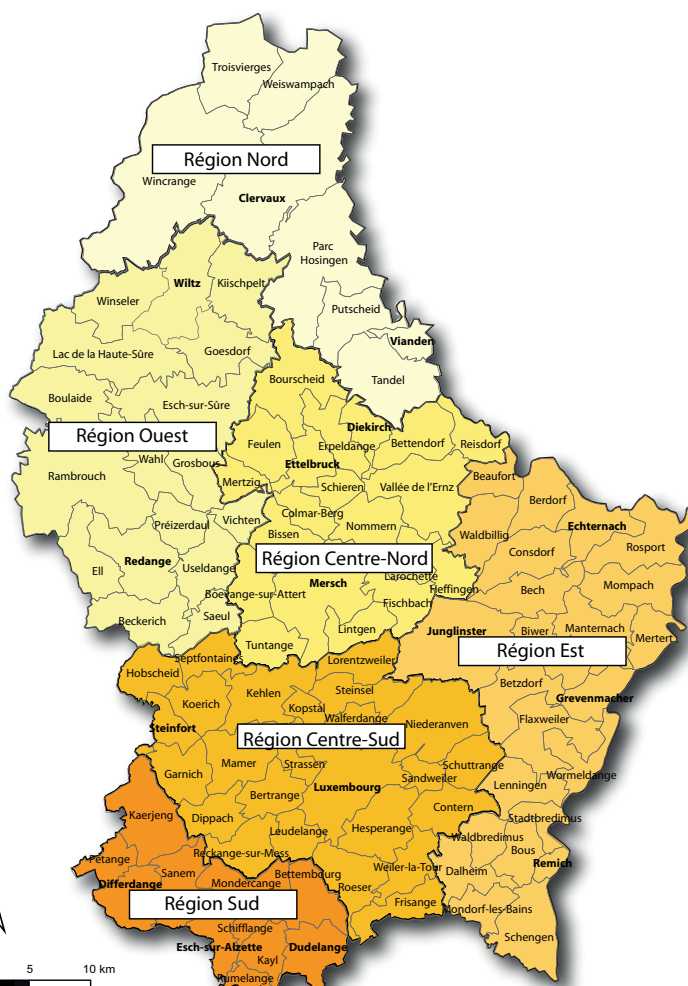 Troisvierges
Weiswampach
Région Nord
Wincrange
Clervaux
Parc
Hosingen
Wiltz
Kiischpelt
Winseler
Putscheid
Vianden
Lac de la Haute-Sûre
Goesdorf
Tandel
Bourscheid
Boulaide
Esch-sur-Sûre
Diekirch
Région Ouest
Feulen
Erpeldange
Bettendorf
Reisdorf
Wahl
Grosbous
Ettelbruck
Rambrouch
Mertzig
Schieren
Vallée de l'Ernz
Beaufort
Berdorf
Colmar-Berg
Préizerdaul
Vichten
Nommern
Echternach
Bissen
Waldbillig
Consdorf
Rosport
Région Centre-Nord
Ell
Redange
Useldange
Mersch
Larochette
Heffingen
Bech
Mompach
Boevange-sur-Attert
Fischbach
Beckerich
Saeul
Lintgen
Junglinster
Biwer
Manternach
Mertert
Tuntange
Région Est
Septfontaines
Lorentzweiler
Hobscheid
Kehlen
Steinsel
Betzdorf
Grevenmacher
Koerich
Kopstal
Walferdange
Niederanven
Flaxweiler
Steinfort
Région Centre-Sud
Mamer
Strassen
Schuttrange
Garnich
Sandweiler
Wormeldange
Luxembourg
Lenningen
Bertrange
Contern
Kaerjeng
Dippach
Stadtbredimus
Leudelange
Hesperange
Waldbredimus
Bous
Reckange-sur-Mess
Pétange
Remich
Weiler-la-Tour
Dalheim
Sanem
Bettembourg
Differdange
Mondercange
Roeser
Région Sud
Frisange
Mondorf-les-Bains
Schifflange
Schengen
Esch-sur-Alzette
Dudelange
Kayl
5
10 km
Rumelange